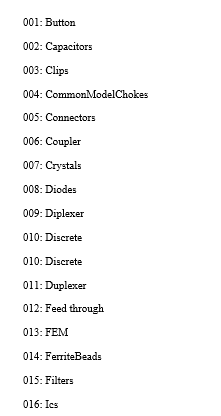 001: Button
002: Capacitors
003: Clips
004: CommonModelChokes
005: Connectors
006: Coupler
007: Crystals
008: Diodes
009: Diplexer
010: Discrete
010: Discrete
011: Duplexer
012: Feed through
013: FEM
014: FerriteBeads
015: Filters
016: Ics